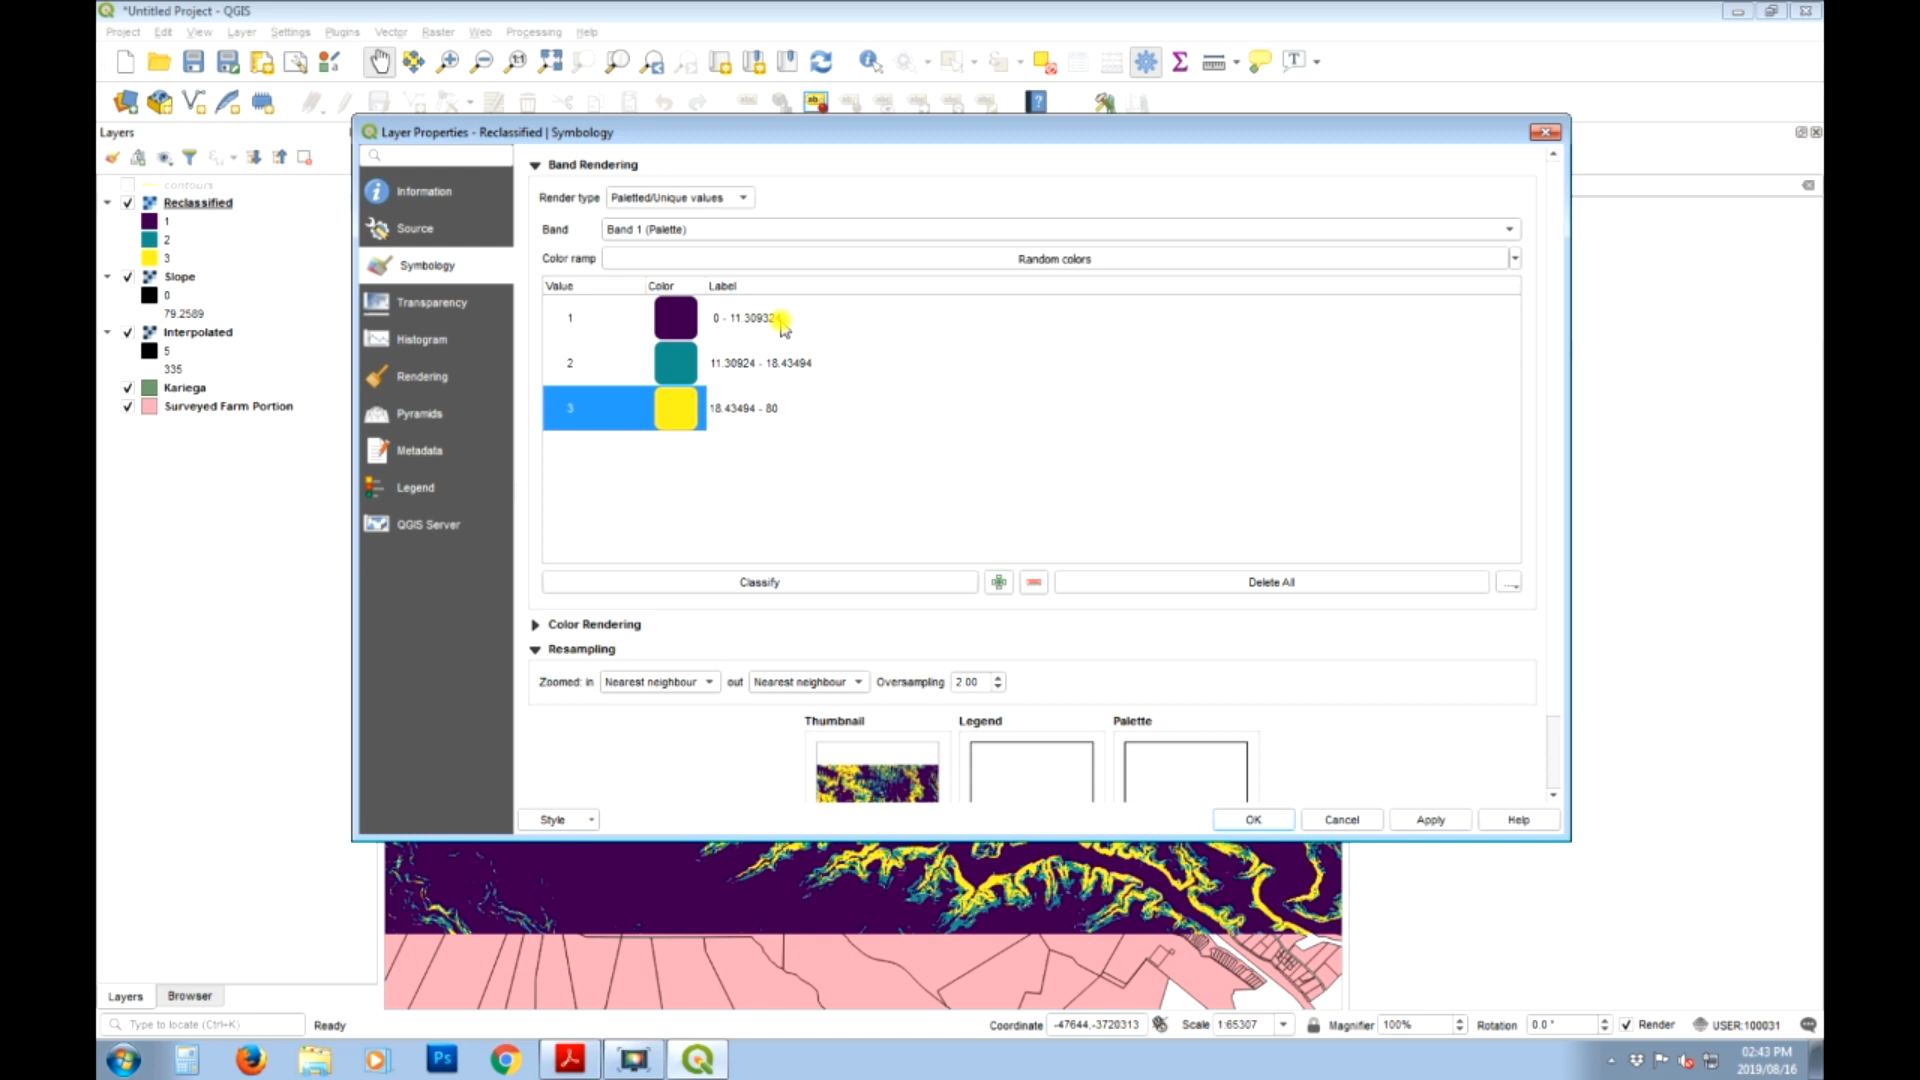 *Untitled Project - QGIS
Project Edit View Layer Settings Plugins Vector Raster Web Processing Help
Layers
contours
Reclassified
1
2
3
Slope
0
79.2589
Interpolated
5
335
Kariega
Surveyed Farm Portion
Layer Properties - Reclassified | Symbology
Information
Source
Symbology
Transparency
Histogram
Rendering
Pyramids
Metadata
Legend
QGIS Server
Band Rendering
Render type Paletted/Unique values
Band Band 1 (Palette)
Color ramp Random colors
Value Color Label
1 0 - 11.30932
2 11.30924 - 18.43494
3 18.43494 - 80
Classify Delete All ...
Color Rendering
Resampling
Zoomed: in Nearest neighbour out Nearest neighbour Oversampling 2.00
Thumbnail Legend Palette
Style OK Cancel Apply Help
Layers Browser
Type to locate (Ctrl+K) Ready Coordinate -47644,-3720313 Scale 1:65307 Magnifier 100% Rotation 0.0 ° Render USER:100031
Ps
02:43 PM
2019/08/16